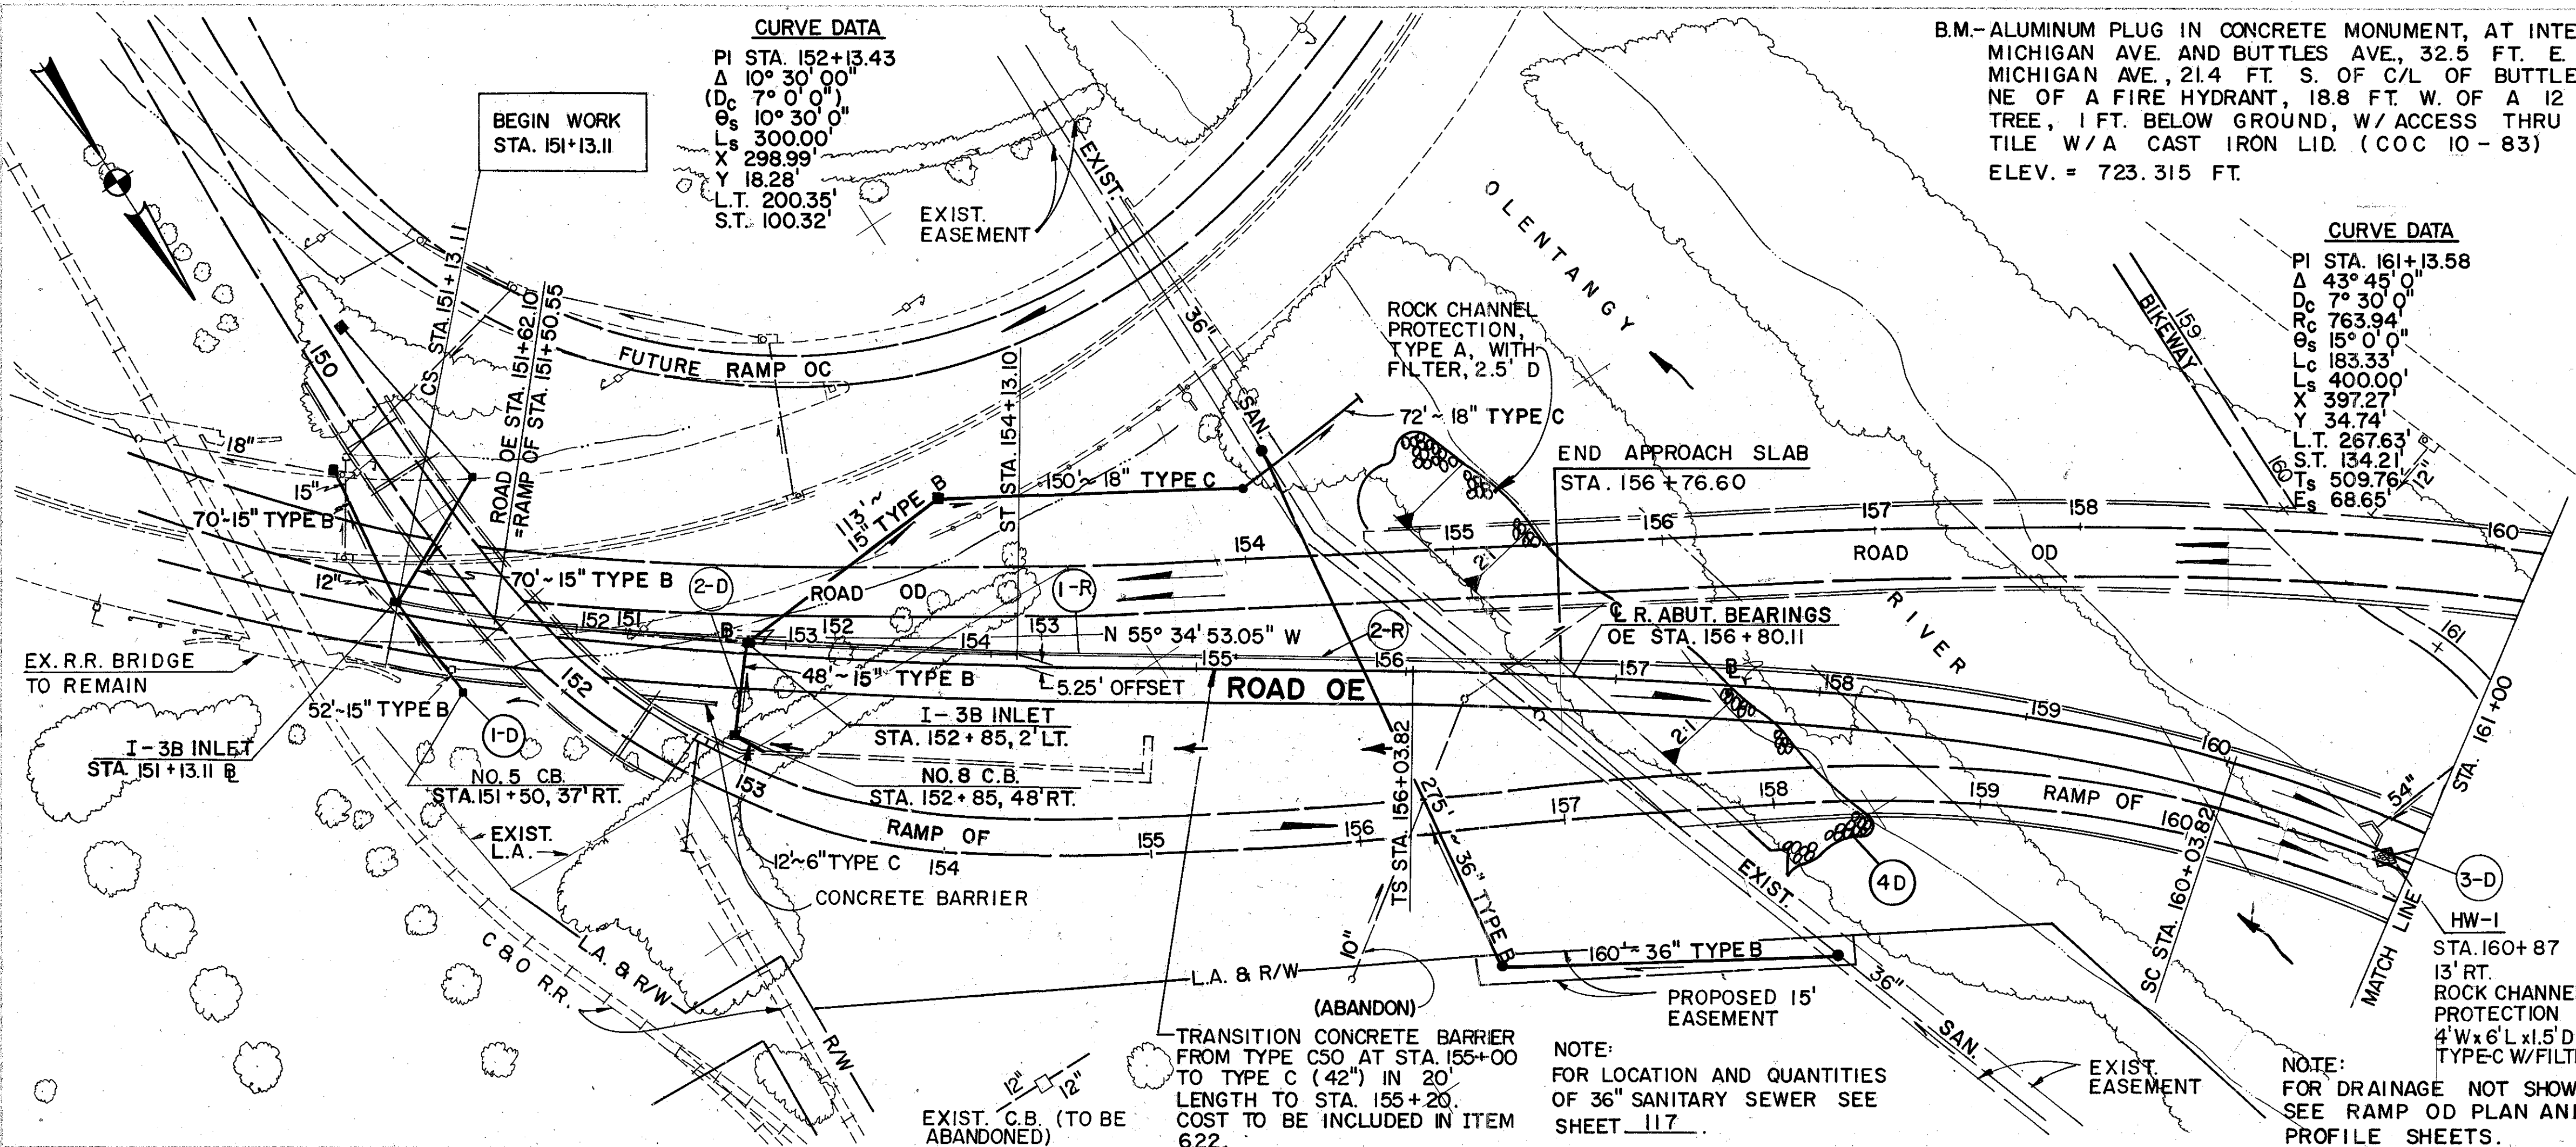 CURVE DATA
PI STA. 152+13.43
Δ 10° 30' 00"
(Dc 7° 0' 0")
θs 10° 30' 0"
Ls 300.00'
X 298.99'
Y 18.28'
L.T. 200.35'
S.T. 100.32'
BEGIN WORK
STA. 151+13.11
B.M.-ALUMINUM PLUG IN CONCRETE MONUMENT, AT INTE
MICHIGAN AVE. AND BUTTLES AVE., 32.5 FT. E.
MICHIGAN AVE., 21.4 FT. S. OF C/L OF BUTTLE
NE OF A FIRE HYDRANT, 18.8 FT. W. OF A 12
TREE, 1 FT. BELOW GROUND, W/ ACCESS THRU
TILE W/A CAST IRON LID. (COC 10-83)
ELEV. = 723.315 FT.
CURVE DATA
PI STA. 161+13.58
Δ 43° 45' 0"
Dc 7° 30' 0"
Rc 763.94'
θs 15° 0' 0"
Lc 183.33'
Ls 400.00'
X 397.27'
Y 34.74'
L.T. 267.63'
S.T. 134.21'
Ts 509.76'
Es 68.65'
EXIST.
EASEMENT
EXIST.
36"
SAN.
OLENTANGY
RIVER
BIKEWAY
159
160
12"
CS STA. 151+13.11
ROAD OE STA. 151+62.10
=RAMP OF STA. 151+50.55
150
FUTURE RAMP OC
ST STA. 154+13.10
ROCK CHANNEL
PROTECTION,
TYPE A, WITH
FILTER, 2.5' D
72'~18" TYPE C
END APPROACH SLAB
STA. 156+76.60
18"
15"
70'~15" TYPE B
12"
70'~15" TYPE B
113'~
15" TYPE B
150'~18" TYPE C
2-D
ROAD OD
1-R
154
155
156
157
158
160
ROAD OD
2:1
℄ R. ABUT. BEARINGS
OE STA. 156+80.11
152 151
153
152
154
153
N 55° 34' 53.05" W
2-R
155
156
157
158
159
160
161
5.25' OFFSET
ROAD OE
EX. R.R. BRIDGE
TO REMAIN
52'~15" TYPE B
1-D
152
48'~15" TYPE B
I-3B INLET
STA. 152+85, 2' LT.
I-3B INLET
STA. 151+13.11 BL
NO. 5 C.B.
STA. 151+50, 37' RT.
NO. 8 C.B.
STA. 152+85, 48' RT.
153
RAMP OF
154
155
156
157
158
159
160
RAMP OF
EXIST.
L.A.
12'~6" TYPE C
CONCRETE BARRIER
TS STA. 156+03.82
275'~36" TYPE B
2:1
EXIST.
4D
SC STA. 160+03.82
54"
STA. 161+00
MATCH LINE
3-D
HW-1
STA. 160+87
13' RT.
ROCK CHANNE
PROTECTION
4'W x 6'L x 1.5'D
TYPE-C W/FILT
C & O R.R.
L.A. & R/W
R/W
L.A. & R/W
10"
(ABANDON)
160'~36" TYPE B
PROPOSED 15'
EASEMENT
36"
SAN.
EXIST.
EASEMENT
12"
12"
EXIST. C.B. (TO BE
ABANDONED)
TRANSITION CONCRETE BARRIER
FROM TYPE C50 AT STA. 155+00
TO TYPE C (42") IN 20'
LENGTH TO STA. 155+20.
COST TO BE INCLUDED IN ITEM
622.
NOTE:
FOR LOCATION AND QUANTITIES
OF 36" SANITARY SEWER SEE
SHEET 117.
NOTE:
FOR DRAINAGE NOT SHOW
SEE RAMP OD PLAN AN
PROFILE SHEETS.